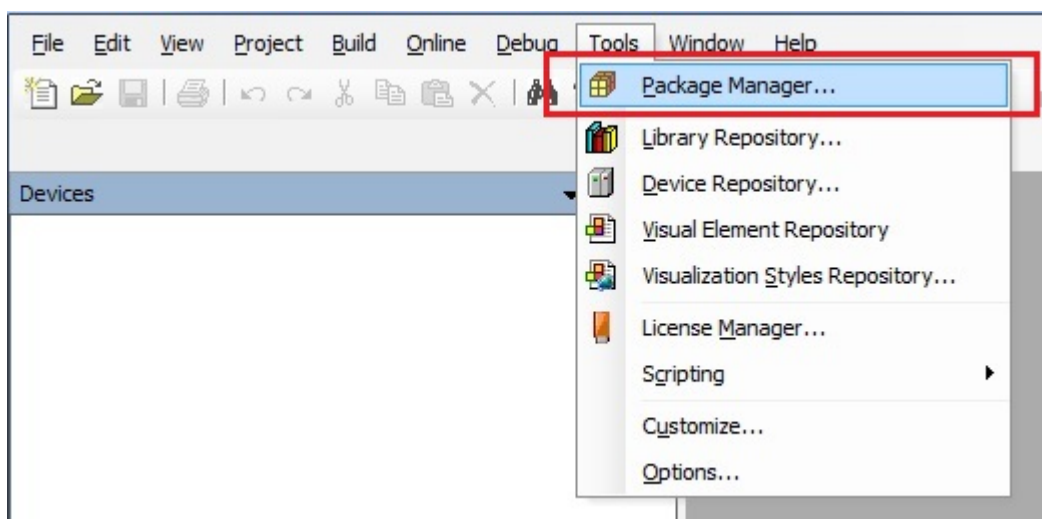 File Edit View Project Build Online Debug Tools Window Help
Package Manager...
Library Repository...
Device Repository...
Visual Element Repository
Visualization Styles Repository...
License Manager...
Scripting
Customize...
Options...
Devices